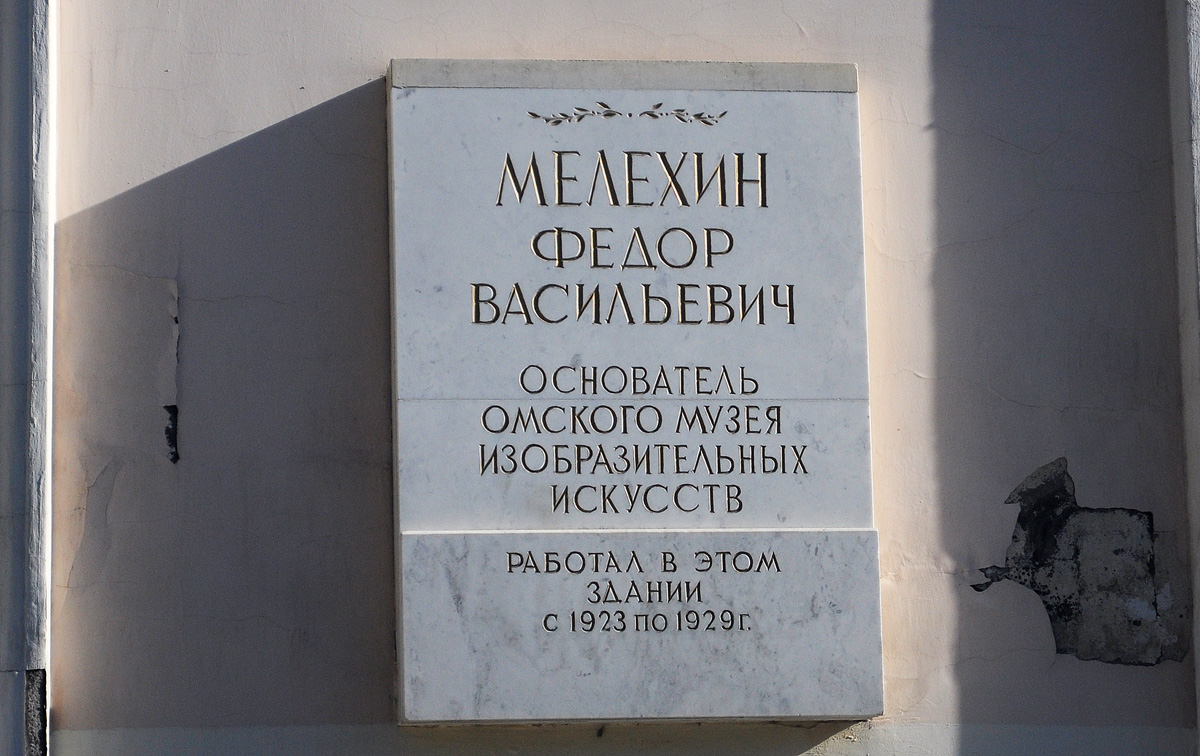 МЕЛЕХИН
ФЕДОР
ВАСИЛЬЕВИЧ
ОСНОВАТЕЛЬ
ОМСКОГО МУЗЕЯ
ИЗОБРАЗИТЕЛЬНЫХ
ИСКУССТВ
РАБОТАЛ В ЭТОМ
ЗДАНИИ
С 1923 ПО 1929 Г.